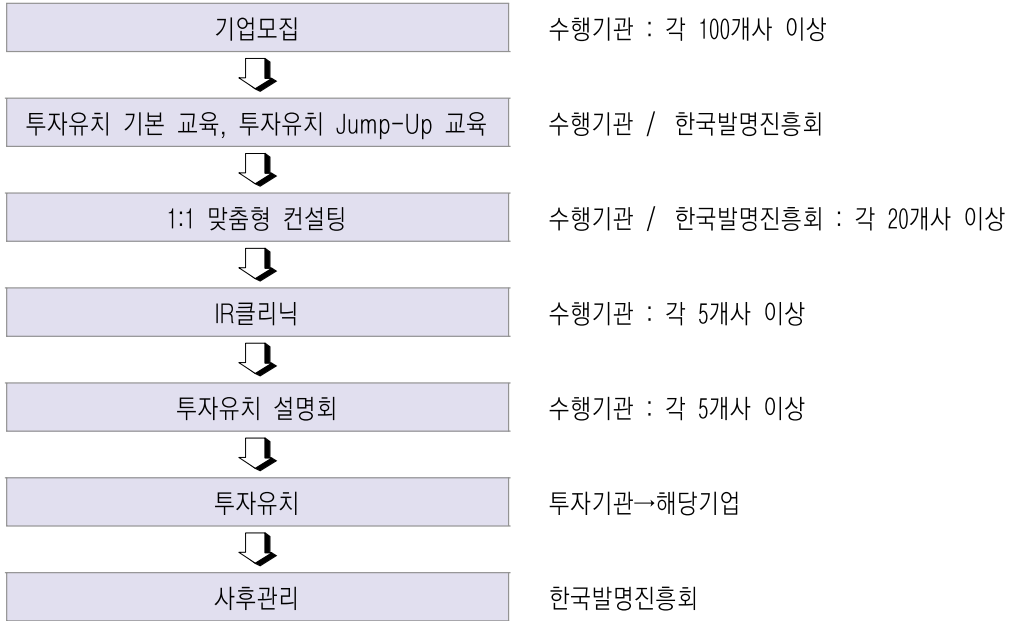 기업모집 수행기관 : 각 100개사 이상
투자유치 기본 교육, 투자유치 Jump-Up 교육 수행기관 / 한국발명진흥회
1:1 맞춤형 컨설팅 수행기관 / 한국발명진흥회 : 각 20개사 이상
IR클리닉 수행기관 : 각 5개사 이상
투자유치 설명회 수행기관 : 각 5개사 이상
투자유치 투자기관→해당기업
사후관리 한국발명진흥회